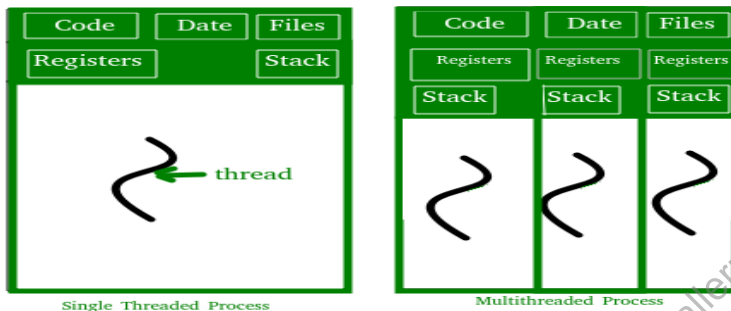 Code Date Files
Registers Stack
thread
Single Threaded Process
Code Date Files
Registers Registers Registers
Stack Stack Stack
Multithreaded Process